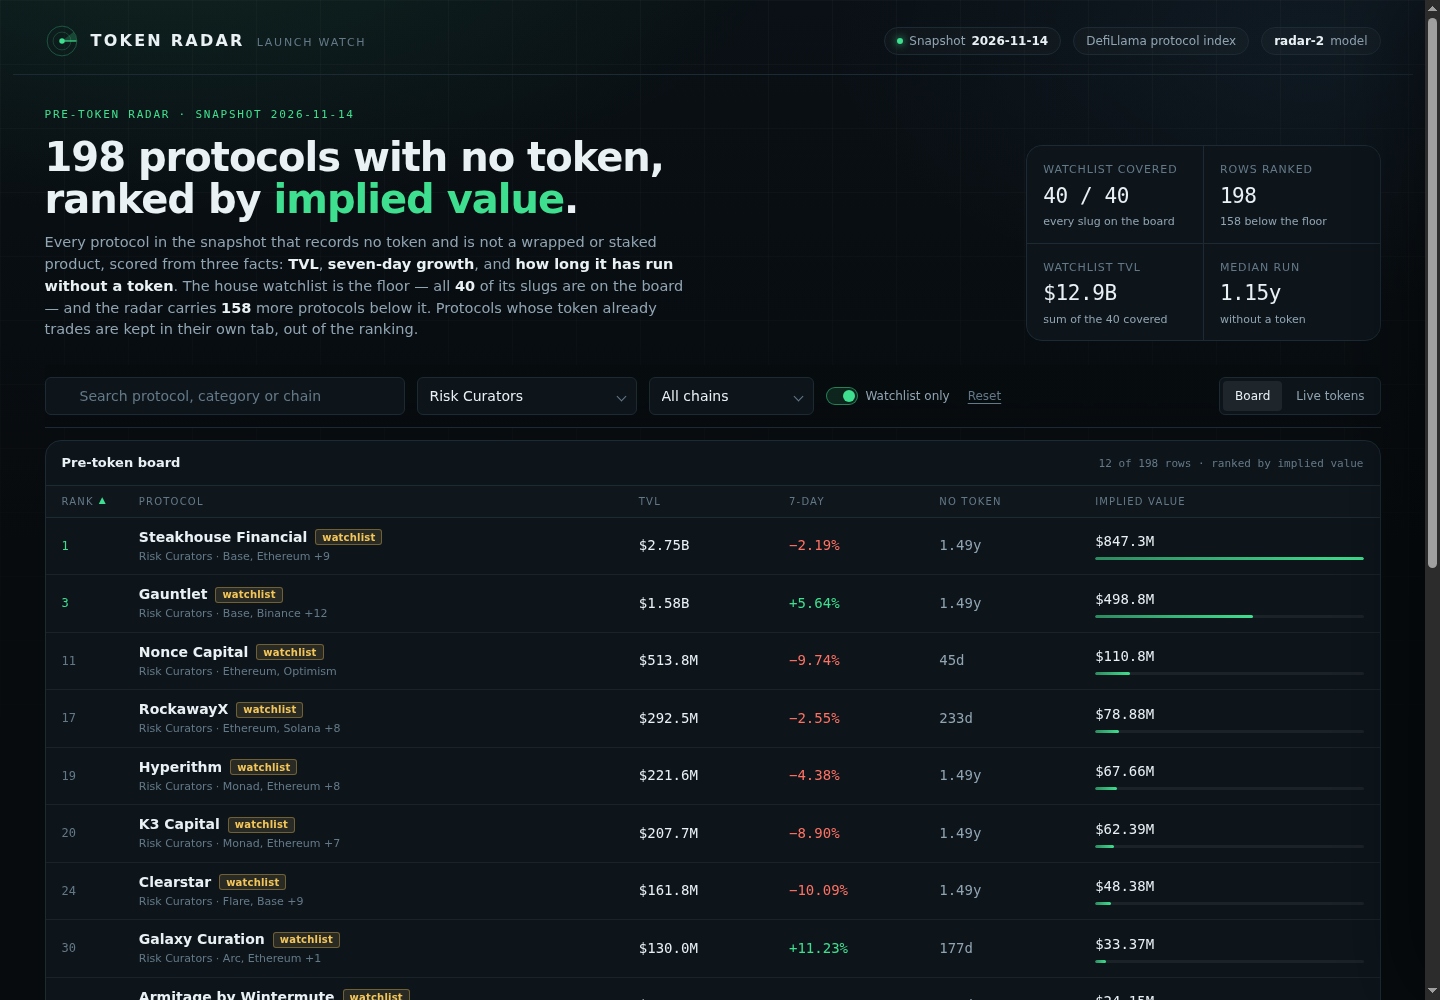 TOKEN RADAR LAUNCH WATCH
Snapshot 2026-11-14
DefiLlama protocol index
radar-2 model
PRE-TOKEN RADAR · SNAPSHOT 2026-11-14
198 protocols with no token,
ranked by implied value.
Every protocol in the snapshot that records no token and is not a wrapped or staked
product, scored from three facts: TVL, seven-day growth, and how long it has run
without a token. The house watchlist is the floor — all 40 of its slugs are on the board
— and the radar carries 158 more protocols below it. Protocols whose token already
trades are kept in their own tab, out of the ranking.
WATCHLIST COVERED
40 / 40
every slug on the board
ROWS RANKED
198
158 below the floor
WATCHLIST TVL
$12.9B
sum of the 40 covered
MEDIAN RUN
1.15y
without a token
Search protocol, category or chain
Risk Curators
All chains
Watchlist only
Reset
Board
Live tokens
Pre-token board
12 of 198 rows · ranked by implied value
RANK ▲ PROTOCOL TVL 7-DAY NO TOKEN IMPLIED VALUE
1 Steakhouse Financial watchlist $2.75B −2.19% 1.49y $847.3M
Risk Curators · Base, Ethereum +9
3 Gauntlet watchlist $1.58B +5.64% 1.49y $498.8M
Risk Curators · Base, Binance +12
11 Nonce Capital watchlist $513.8M −9.74% 45d $110.8M
Risk Curators · Ethereum, Optimism
17 RockawayX watchlist $292.5M −2.55% 233d $78.88M
Risk Curators · Ethereum, Solana +8
19 Hyperithm watchlist $221.6M −4.38% 1.49y $67.66M
Risk Curators · Monad, Ethereum +8
20 K3 Capital watchlist $207.7M −8.90% 1.49y $62.39M
Risk Curators · Monad, Ethereum +7
24 Clearstar watchlist $161.8M −10.09% 1.49y $48.38M
Risk Curators · Flare, Base +9
30 Galaxy Curation watchlist $130.0M +11.23% 177d $33.37M
Risk Curators · Arc, Ethereum +1
Armitage by Wintermute watchlist